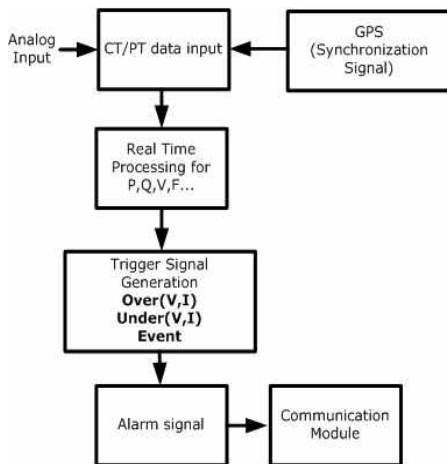 Analog
Input
CT/PT data input
GPS
(Synchronization
Signal)
Real Time
Processing for
P,Q,V,F...
Trigger Signal
Generation
Over(V,I)
Under(V,I)
Event
Alarm signal
Communication
Module